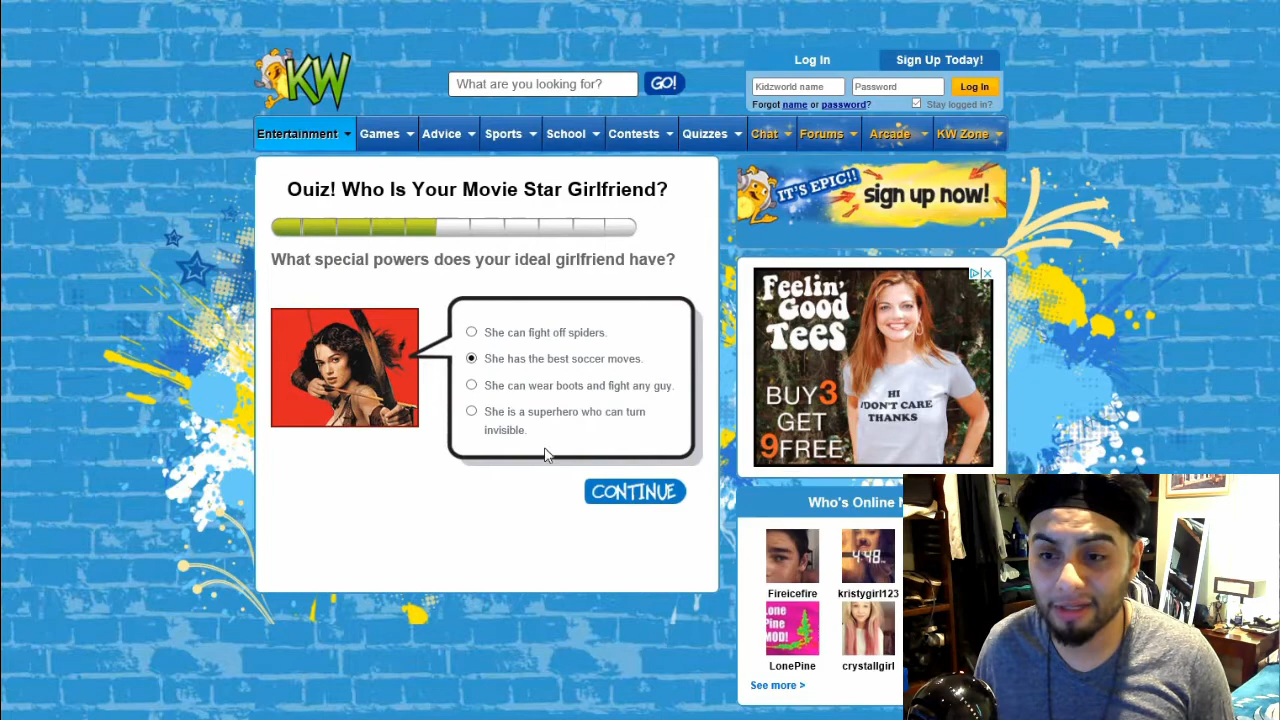 KW
What are you looking for?
GO!
Log In
Sign Up Today!
Kidzworld name
Password
Log In
Forgot name or password?
Stay logged in?
Entertainment
Games
Advice
Sports
School
Contests
Quizzes
Chat
Forums
Arcade
KW Zone
Quiz! Who Is Your Movie Star Girlfriend?
What special powers does your ideal girlfriend have?
She can fight off spiders.
She has the best soccer moves.
She can wear boots and fight any guy.
She is a superhero who can turn
invisible.
CONTINUE
IT'S EPIC!!
sign up now!
Feelin'
Good
Tees
BUY 3
GET
9 FREE
HI
I DON'T CARE
THANKS
Who's Online N
4:48
Fireicefire
kristygirl123
Lone
Pine
MOD!
LonePine
crystallgirl
See more >